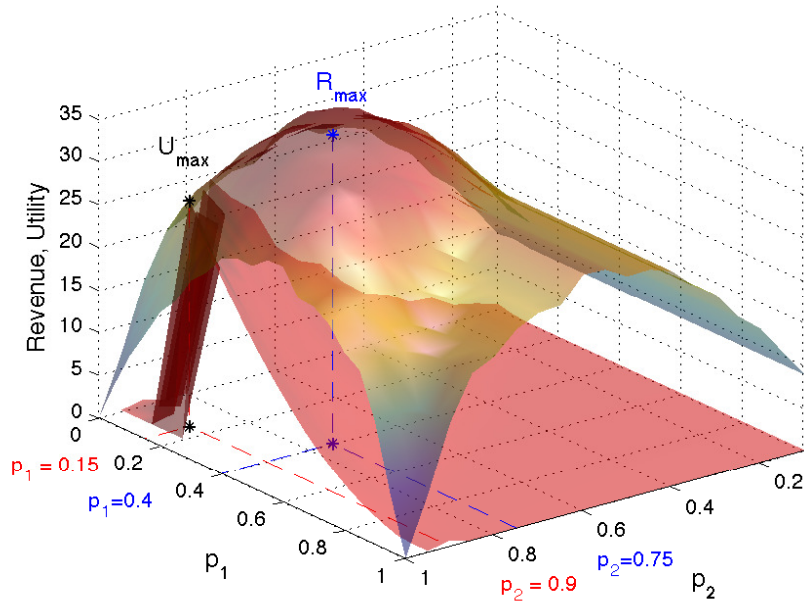 R_max
U_max
Revenue, Utility
35
30
25
20
15
10
5
0
0
0.2
0.4
0.6
0.8
1
p_1 = 0.15
p_1=0.4
p_1
1
0.8
0.6
0.4
0.2
p_2=0.75
p_2 = 0.9
p_2